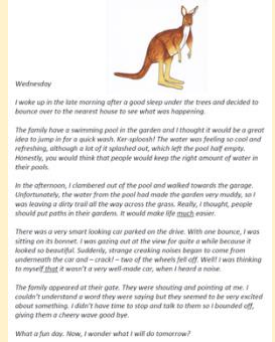 Wednesday
I woke up in the late morning after a good sleep under the trees and decided to
bounce over to the nearest house to see what was happening.
The family have a swimming pool in the garden and I thought it would be a great
idea to jump in for a quick wash. Ker-splosh! The water was feeling so cool and
refreshing, although a lot of it splashed out, which left the pool half empty.
Honestly, you would think that people would keep the right amount of water in
their pools.
In the afternoon, I clambered out of the pool and walked towards the garage.
Unfortunately, the water from the pool had made the garden very muddy, so I
was leaving a dirty trail all the way across the grass. Really, I thought, people
should put paths in their gardens. It would make life much easier.
There was a very smart looking car parked on the drive. With one bounce, I was
sitting on its bonnet. I was gazing out at the view for quite a while because it
looked so beautiful. Suddenly, strange creaking noises began to come from
underneath the car and – crack! – two of the wheels fell off. Well! I was thinking
to myself that it wasn't a very well-made car, when I heard a noise.
The family appeared at their gate. They were shouting and pointing at me. I
couldn't understand a word they were saying but they seemed to be very excited
about something. I didn't have time to stop and talk to them so I bounded off,
giving them a cheery wave good bye.
What a fun day. Now, I wonder what I will do tomorrow?